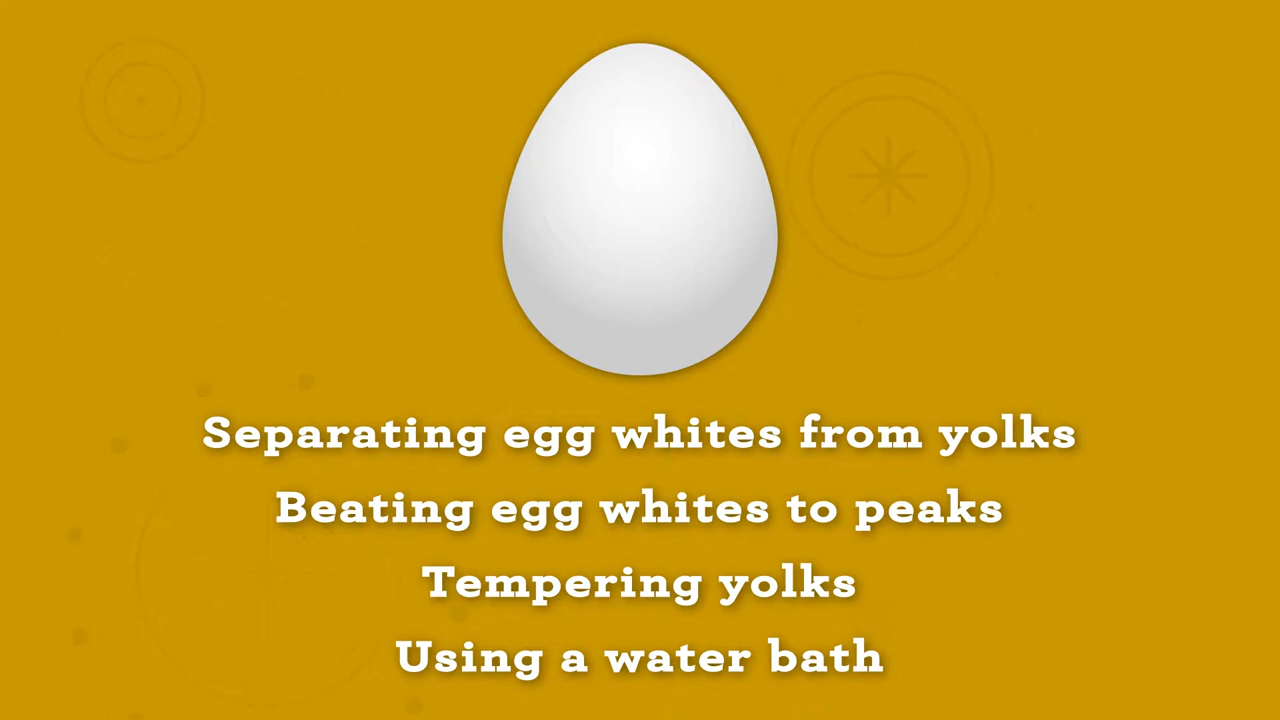 Separating egg whites from yolks
Beating egg whites to peaks
Tempering yolks
Using a water bath